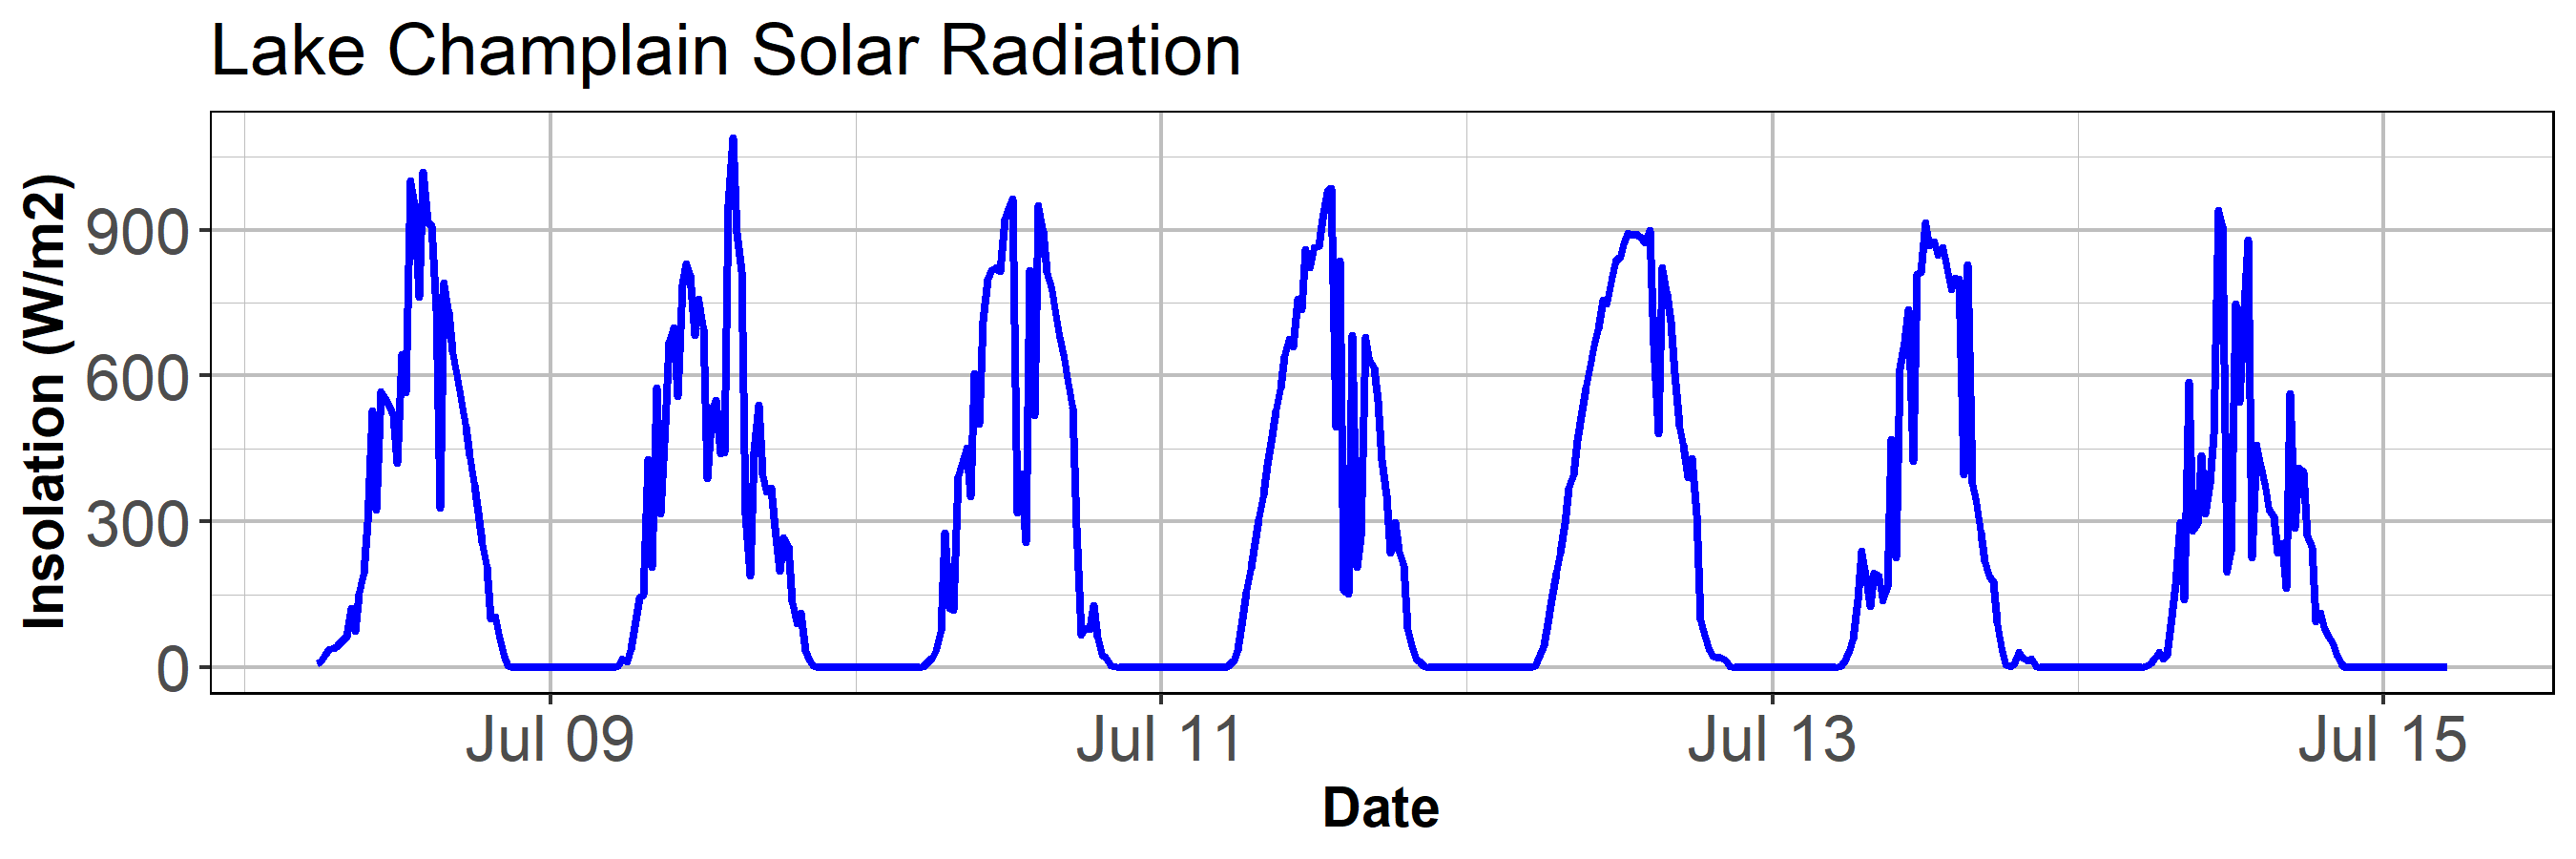 Lake Champlain Solar Radiation
Insolation (W/m2)
900
600
300
0
Jul 09 Jul 11 Jul 13 Jul 15
Date